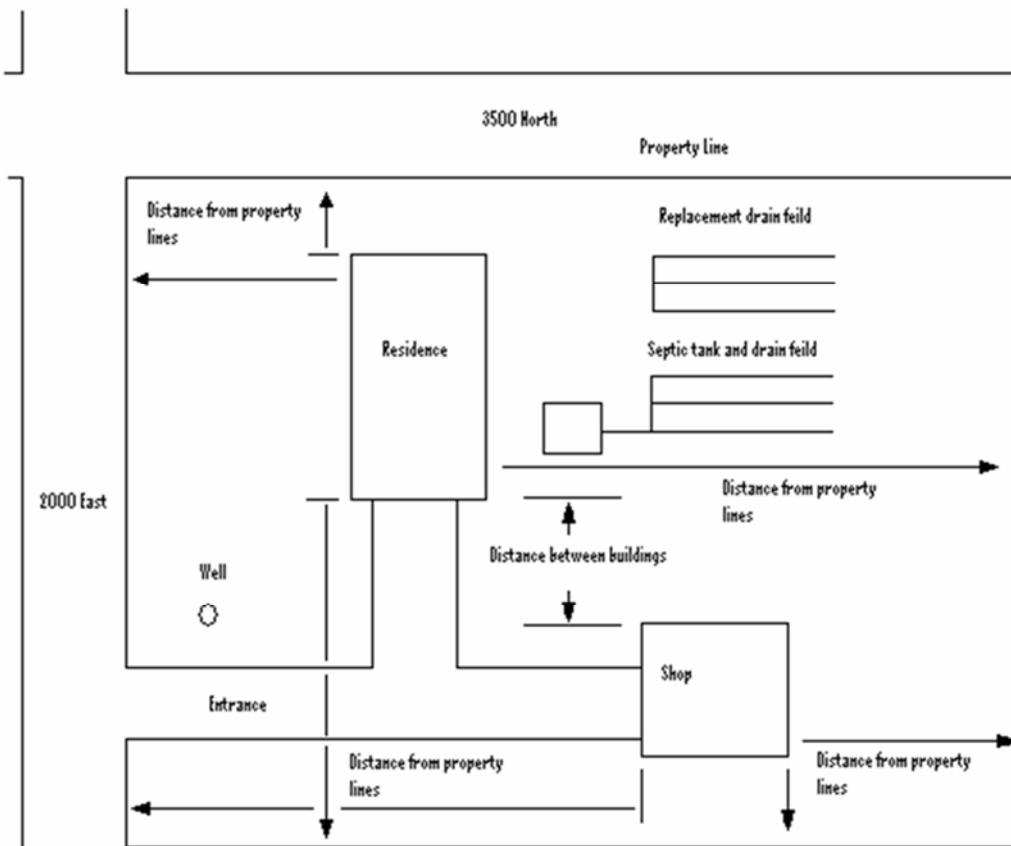 3500 North
Property Line
Distance from property
lines
Replacement drain feild
Residence
Septic tank and drain feild
2000 East
Distance from property
lines
Distance between buildings
Well
Shop
Entrance
Distance from property
lines
Distance from property
lines